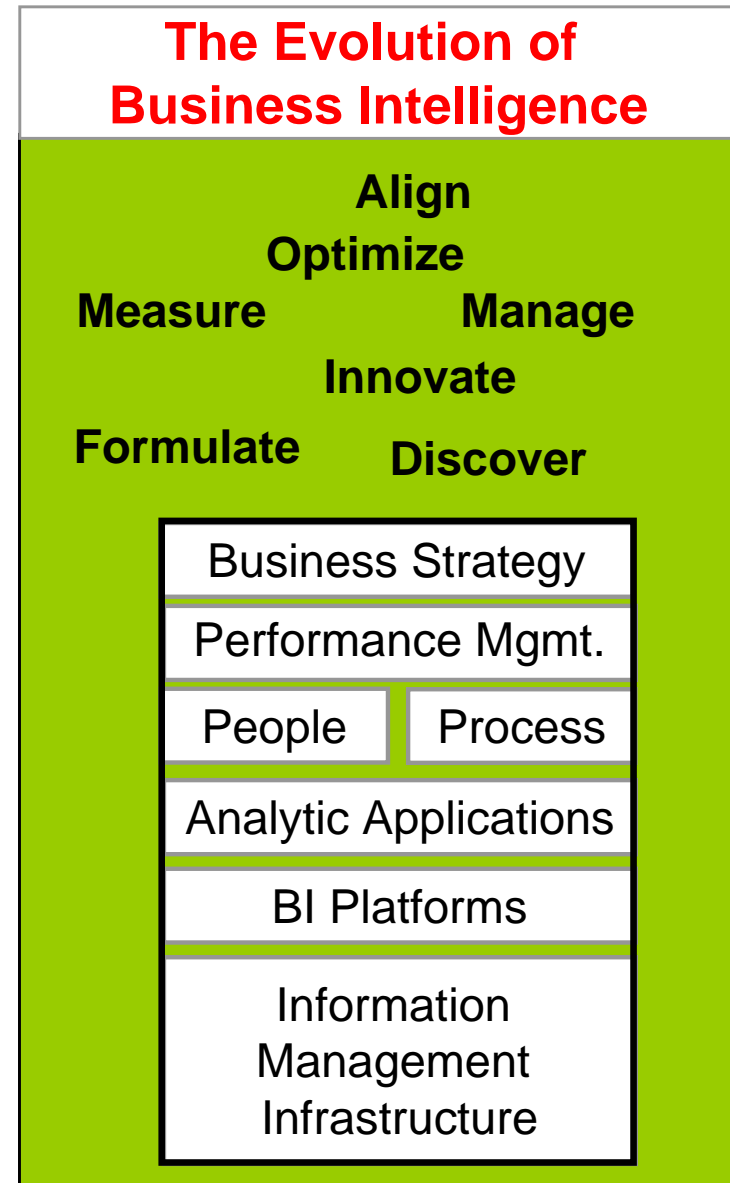 The Evolution of
Business Intelligence
Align
Optimize
Measure Manage
Innovate
Formulate Discover
Business Strategy
Performance Mgmt.
People Process
Analytic Applications
BI Platforms
Information
Management
Infrastructure